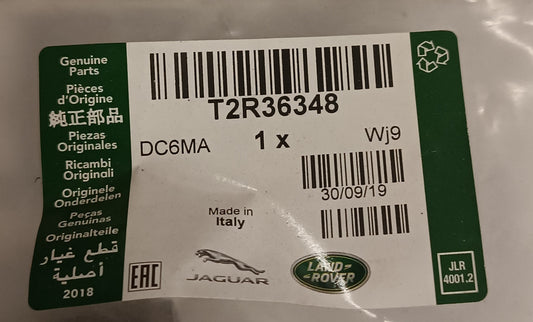 Genuine
Parts
Pièces
d'Origine
純正部品
Piezas
Originales
Ricambi
Originali
Originele
Onderdelen
Peças
Genuinas
Originalteile
قطع غيار
أصلية
2018
T2R36348
DC6MA
1 x
Wj9
30/09/19
Made in
Italy
EAC
JAGUAR
LAND-
ROVER
JLR
4001.2